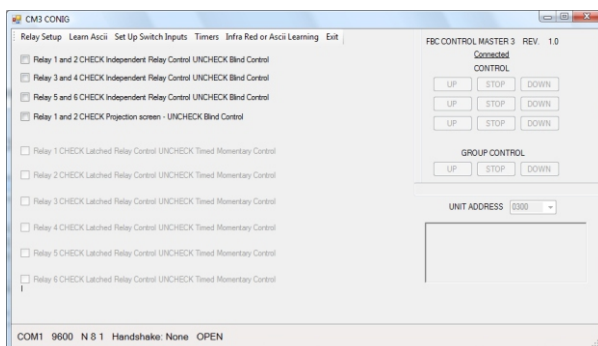 CM3 CONIG
Relay Setup Learn Ascii Set Up Switch Inputs Timers Infra Red or Ascii Learning Exit
Relay 1 and 2 CHECK Independent Relay Control UNCHECK Blind Control
Relay 3 and 4 CHECK Independent Relay Control UNCHECK Blind Control
Relay 5 and 6 CHECK Independent Relay Control UNCHECK Blind Control
Relay 1 and 2 CHECK Projection screen - UNCHECK Blind Control
Relay 1 CHECK Latched Relay Control UNCHECK Timed Momentary Control
Relay 2 CHECK Latched Relay Control UNCHECK Timed Momentary Control
Relay 3 CHECK Latched Relay Control UNCHECK Timed Momentary Control
Relay 4 CHECK Latched Relay Control UNCHECK Timed Momentary Control
Relay 5 CHECK Latched Relay Control UNCHECK Timed Momentary Control
Relay 6 CHECK Latched Relay Control UNCHECK Timed Momentary Control
FBC CONTROL MASTER 3 REV. 1.0
Connected
CONTROL
UP STOP DOWN
UP STOP DOWN
UP STOP DOWN
GROUP CONTROL
UP STOP DOWN
UNIT ADDRESS 0300
COM1 9600 N 8 1 Handshake: None OPEN